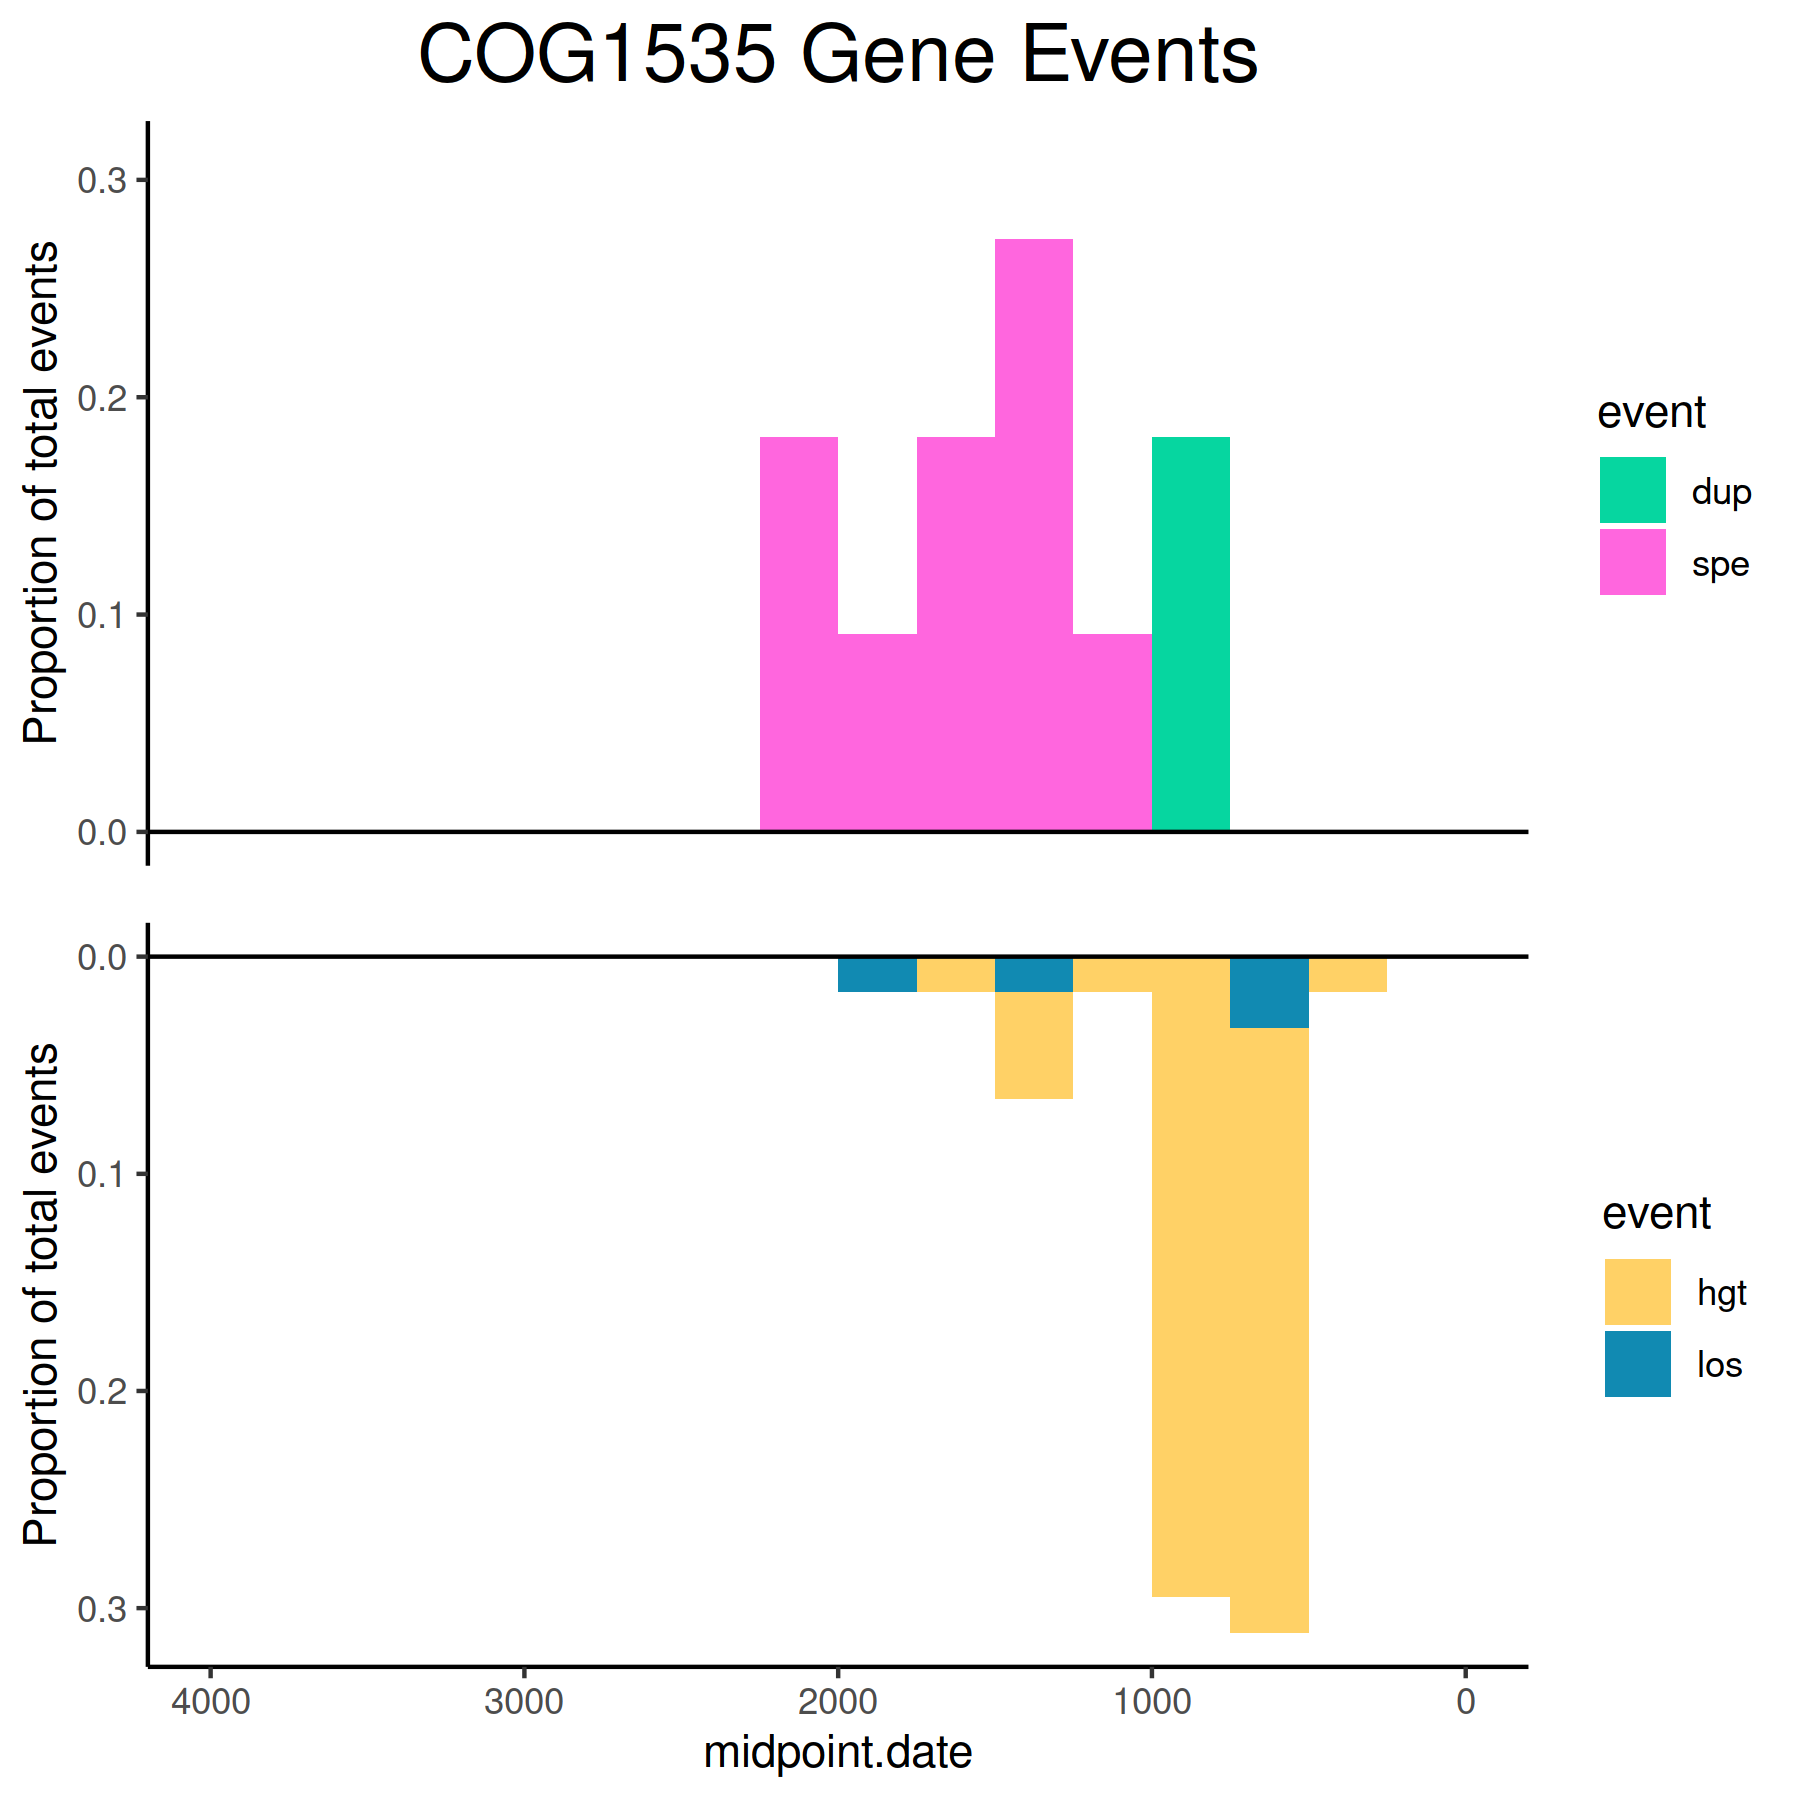 COG1535 Gene Events
Proportion of total events
0.3
0.2
0.1
0.0
event
dup
spe
Proportion of total events
0.0
0.1
0.2
0.3
event
hgt
los
4000 3000 2000 1000 0
midpoint.date